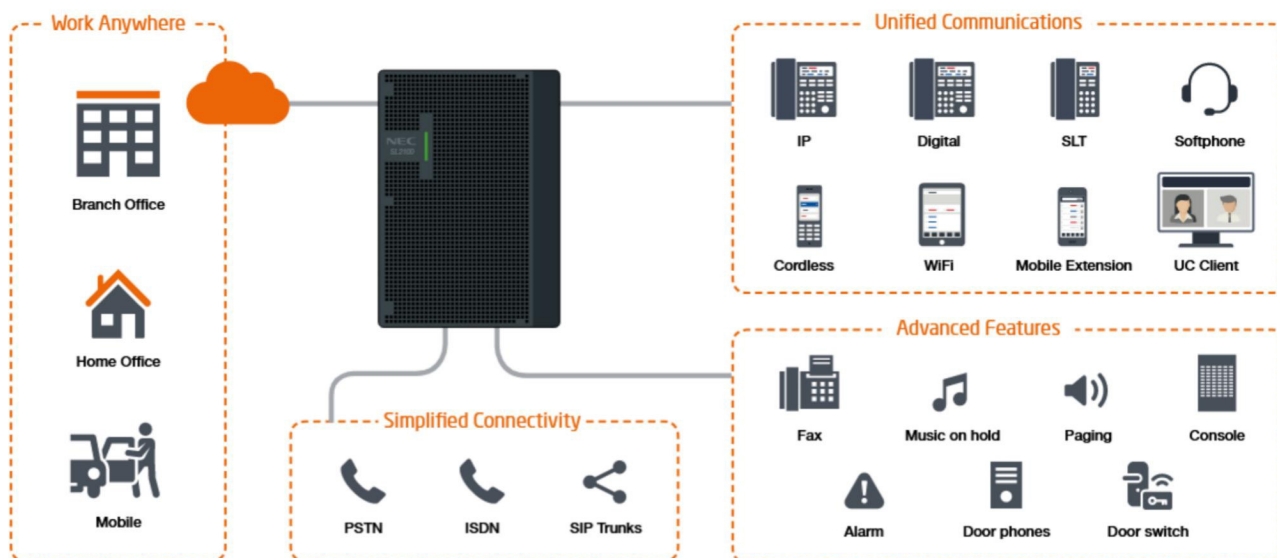 Work Anywhere
Branch Office
Home Office
Mobile
NEC
SL2100
Simplified Connectivity
PSTN
ISDN
SIP Trunks
Unified Communications
IP
Digital
SLT
Softphone
Cordless
WiFi
Mobile Extension
UC Client
Advanced Features
Fax
Music on hold
Paging
Console
Alarm
Door phones
Door switch